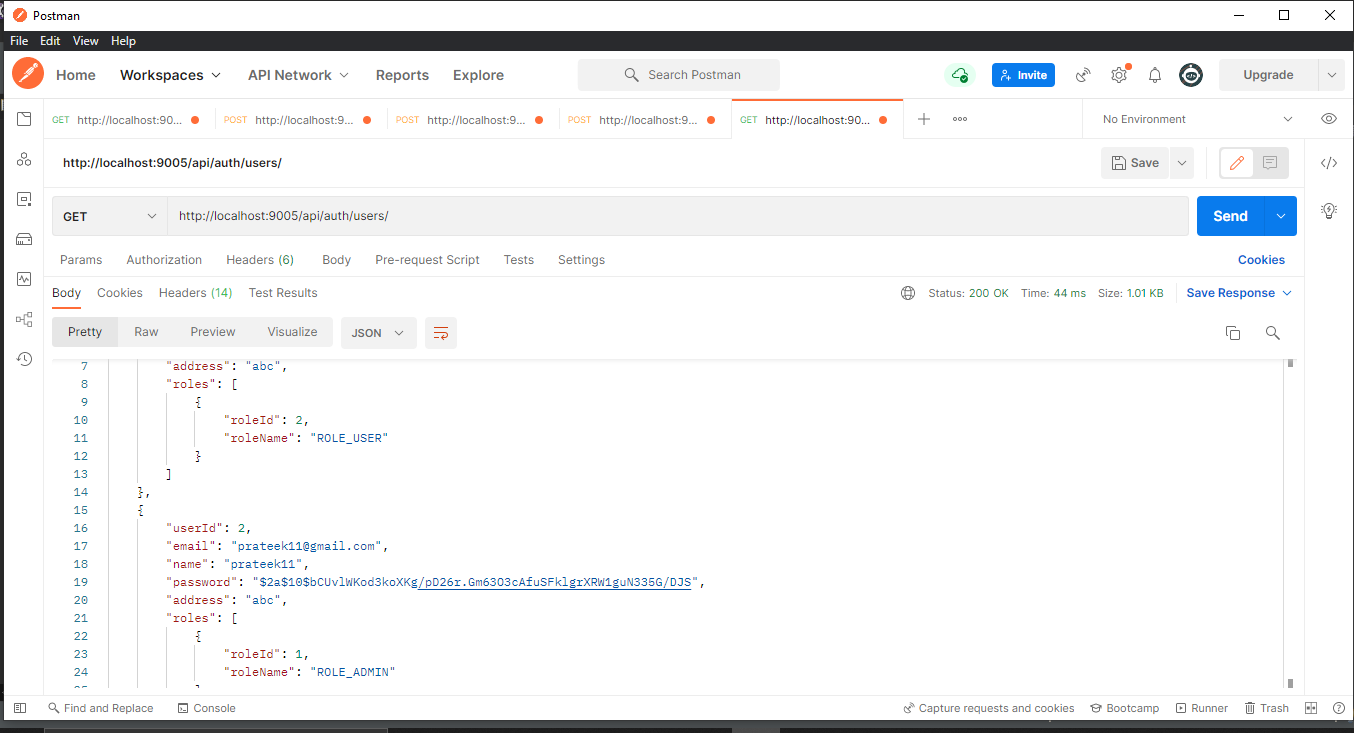 Postman
File Edit View Help
Home Workspaces API Network Reports Explore Search Postman Invite Upgrade
GET http://localhost:90... POST http://localhost:9... POST http://localhost:9... POST http://localhost:9... GET http://localhost:90... No Environment
http://localhost:9005/api/auth/users/ Save
GET http://localhost:9005/api/auth/users/ Send
Params Authorization Headers (6) Body Pre-request Script Tests Settings Cookies
Body Cookies Headers (14) Test Results Status: 200 OK Time: 44 ms Size: 1.01 KB Save Response
Pretty Raw Preview Visualize JSON
7 "address": "abc",
8 "roles": [
9 {
10 "roleId": 2,
11 "roleName": "ROLE_USER"
12 }
13 ]
14 },
15 {
16 "userId": 2,
17 "email": "prateek11@gmail.com",
18 "name": "prateek11",
19 "password": "$2a$10$bCUvlWKod3koXKg/pD26r.Gm63O3cAfuSFklgrXRW1guN335G/DJS",
20 "address": "abc",
21 "roles": [
22 {
23 "roleId": 1,
24 "roleName": "ROLE_ADMIN"
Find and Replace Console Capture requests and cookies Bootcamp Runner Trash